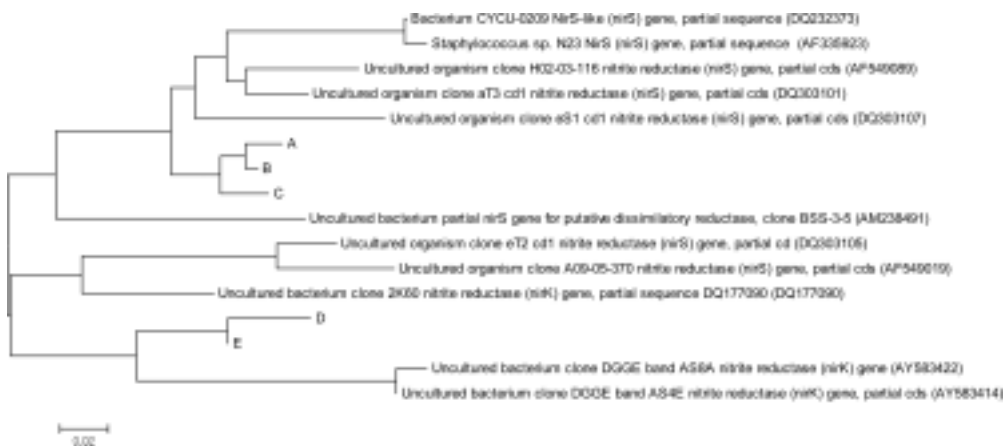 Bacterium CYCU-0209 NirS-like (nirS) gene, partial sequence (DQ232373)
Staphylococcus sp. N23 NirS (nirS) gene, partial sequence (AF335923)
Uncultured organism clone H02-03-116 nitrite reductase (nirS) gene, partial cds (AF549089)
Uncultured organism clone aT3 cd1 nitrite reductase (nirS) gene, partial cds (DQ303101)
Uncultured organism clone eS1 cd1 nitrite reductase (nirS) gene, partial cds (DQ303107)
A
B
C
Uncultured bacterium partial nirS gene for putative dissimilatory reductase, clone BSS-3-5 (AM238491)
Uncultured organism clone eT2 cd1 nitrite reductase (nirS) gene, partial cd (DQ303105)
Uncultured organism clone A09-05-370 nitrite reductase (nirS) gene, partial cds (AF549019)
Uncultured bacterium clone 2K60 nitrite reductase (nirK) gene, partial sequence DQ177090 (DQ177090)
D
E
Uncultured bacterium clone DGGE band AS8A nitrite reductase (nirK) gene (AY583422)
Uncultured bacterium clone DGGE band AS4E nitrite reductase (nirK) gene, partial cds (AY583414)
0.02